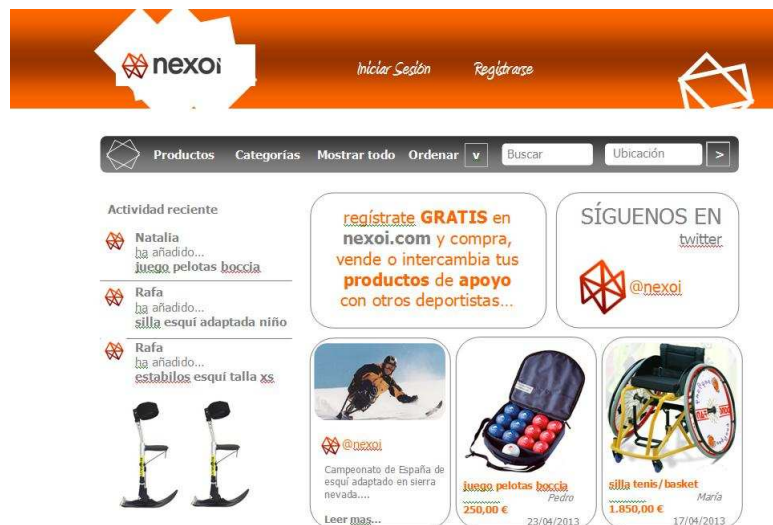 nexoi
Iniciar Sesión
Registrarse
Productos
Categorías
Mostrar todo
Ordenar
v
Buscar
Ubicación
>
Actividad reciente
Natalia
ha añadido...
juego pelotas boccia
Rafa
ha añadido...
silla esquí adaptada niño
Rafa
ha añadido...
estabilos esquí talla xs
regístrate GRATIS en
nexoi.com y compra,
vende o intercambia tus
productos de apoyo
con otros deportistas...
SÍGUENOS EN
twitter
@nexoi
@nexoi
Campeonato de España de
esquí adaptado en sierra
nevada....
Leer mas...
juego pelotas boccia
Pedro
250,00 €
23/04/2013
silla tenis/basket
María
1.850,00 €
17/04/2013